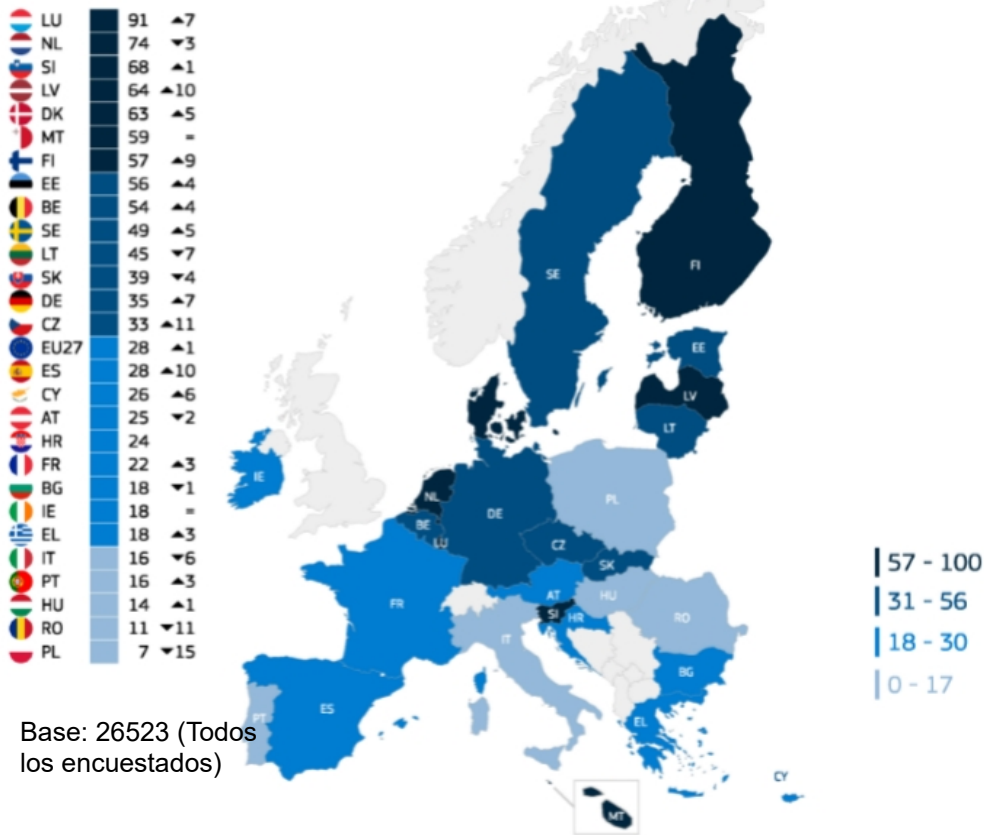 LU 91 ▲7
NL 74 ▼3
SI 68 ▲1
LV 64 ▲10
DK 63 ▲5
MT 59 =
FI 57 ▲9
EE 56 ▲4
BE 54 ▲4
SE 49 ▲5
LT 45 ▼7
SK 39 ▼4
DE 35 ▲7
CZ 33 ▲11
EU27 28 ▲1
ES 28 ▲10
CY 26 ▲6
AT 25 ▼2
HR 24
FR 22 ▲3
BG 18 ▼1
IE 18 =
EL 18 ▲3
IT 16 ▼6
PT 16 ▲3
HU 14 ▲1
RO 11 ▼11
PL 7 ▼15
Base: 26523 (Todos
los encuestados)
FI
SE
EE
LV
LT
IE
NL
PL
DE
BE
LU
CZ
SK
FR
AT
HU
SI
HR
RO
IT
BG
PT
ES
EL
CY
MT
57 - 100
31 - 56
18 - 30
0 - 17